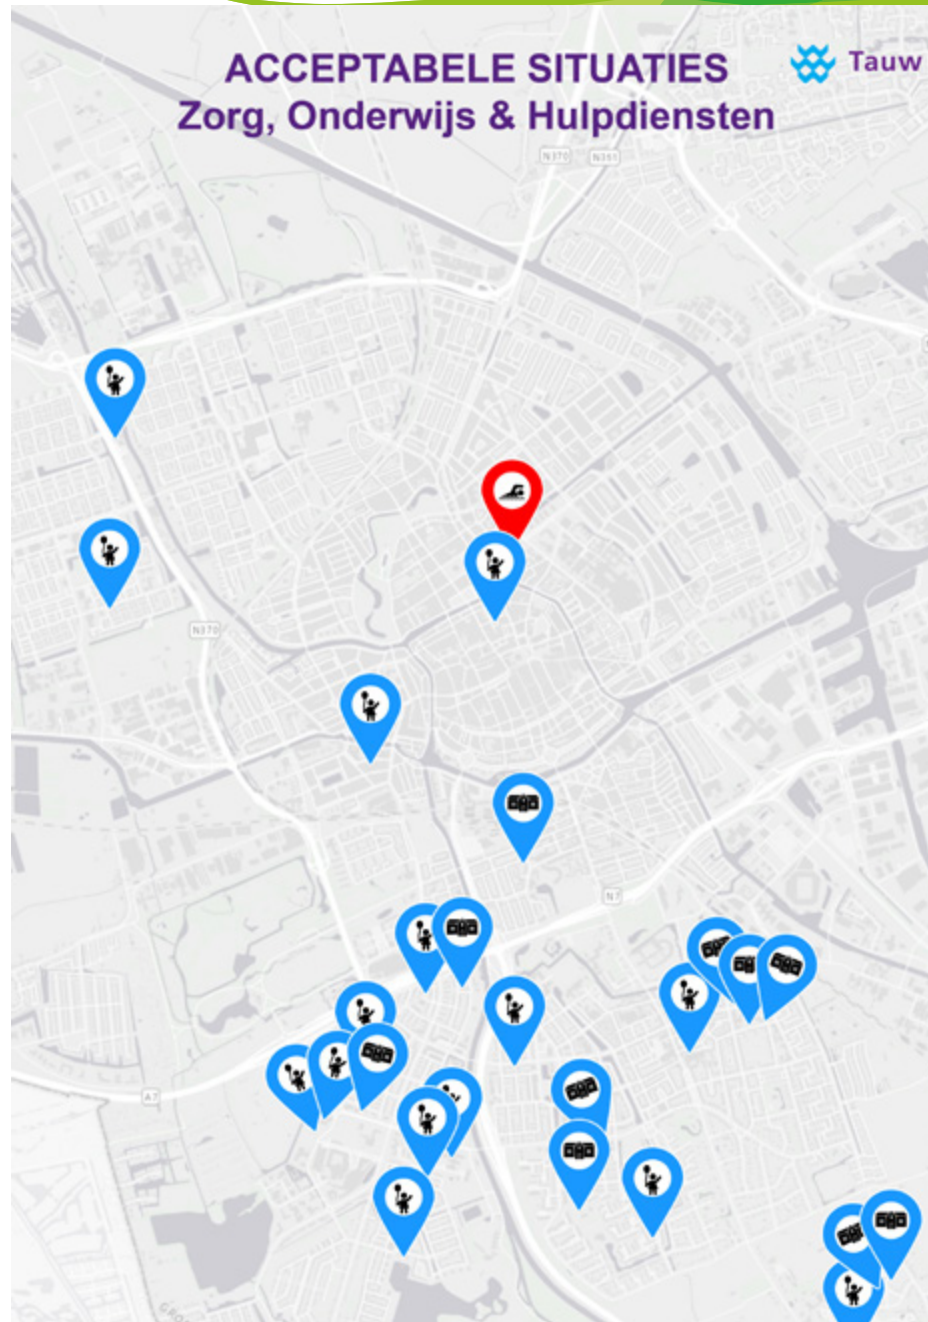 ACCEPTABELE SITUATIES
Tauw
Zorg, Onderwijs & Hulpdiensten
N370
N361
N370
N7
A7